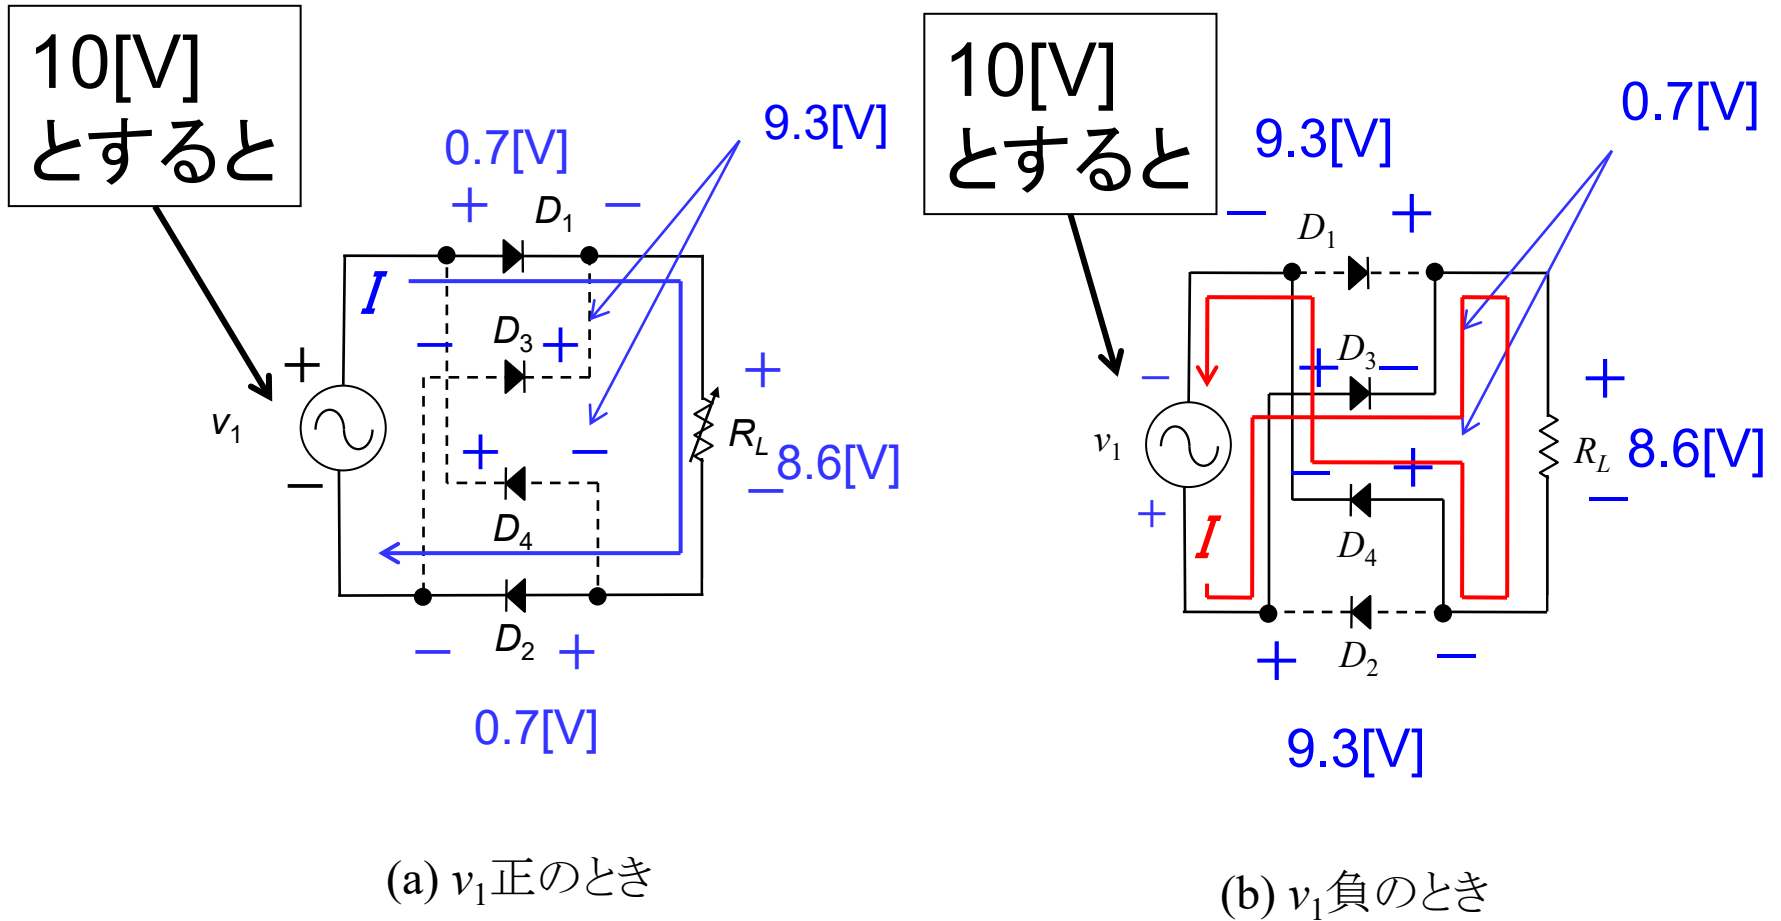 10[V]
とすると
0.7[V]
9.3[V]
+ D1 −
I
− D3 +
+
v1
−
+ −
D4
+
RL 8.6[V]
−
− D2 +
0.7[V]
(a) v1正のとき
10[V]
とすると
9.3[V]
0.7[V]
− D1 +
+ D3 −
−
v1
+
− +
D4
I
+
RL 8.6[V]
−
+ D2 −
9.3[V]
(b) v1負のとき